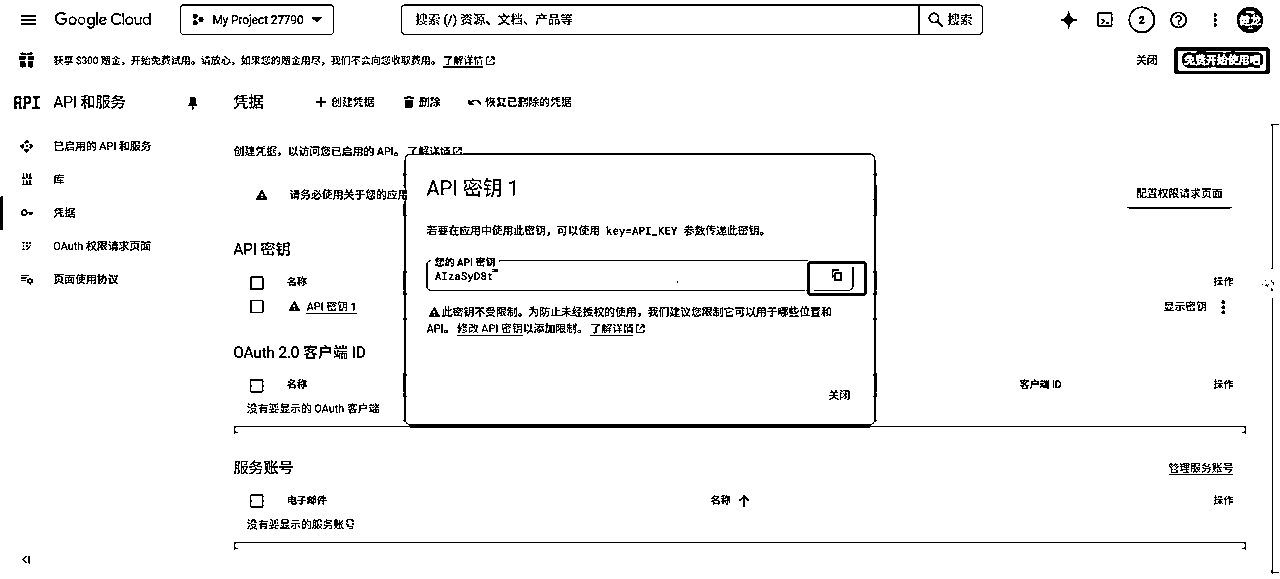 Google Cloud
My Project 27790
搜索 (/) 资源、文档、产品等
搜索
2
获享 $300 赠金，开始免费试用。请放心，如果您的赠金用尽，我们不会向您收取费用。 了解详情
关闭
免费开始使用吧
API API 和服务
凭据
创建凭据
删除
恢复已删除的凭据
已启用的 API 和服务
库
凭据
OAuth 权限请求页面
页面使用协议
创建凭据，以访问您已启用的 API。 了解详情
请务必使用关于您的应用
配置权限请求页面
API 密钥
名称
操作
API 密钥 1
显示密钥
API 密钥 1
若要在应用中使用此密钥，可以使用 key=API_KEY 参数传递此密钥。
您的 API 密钥
AIzaSyD8t
此密钥不受限制。为防止未经授权的使用，我们建议您限制它可以用于哪些位置和
API。 修改 API 密钥以添加限制。 了解详情
关闭
OAuth 2.0 客户端 ID
名称
客户端 ID
操作
没有要显示的 OAuth 客户端
服务账号
管理服务账号
电子邮件
名称
操作
没有要显示的服务账号